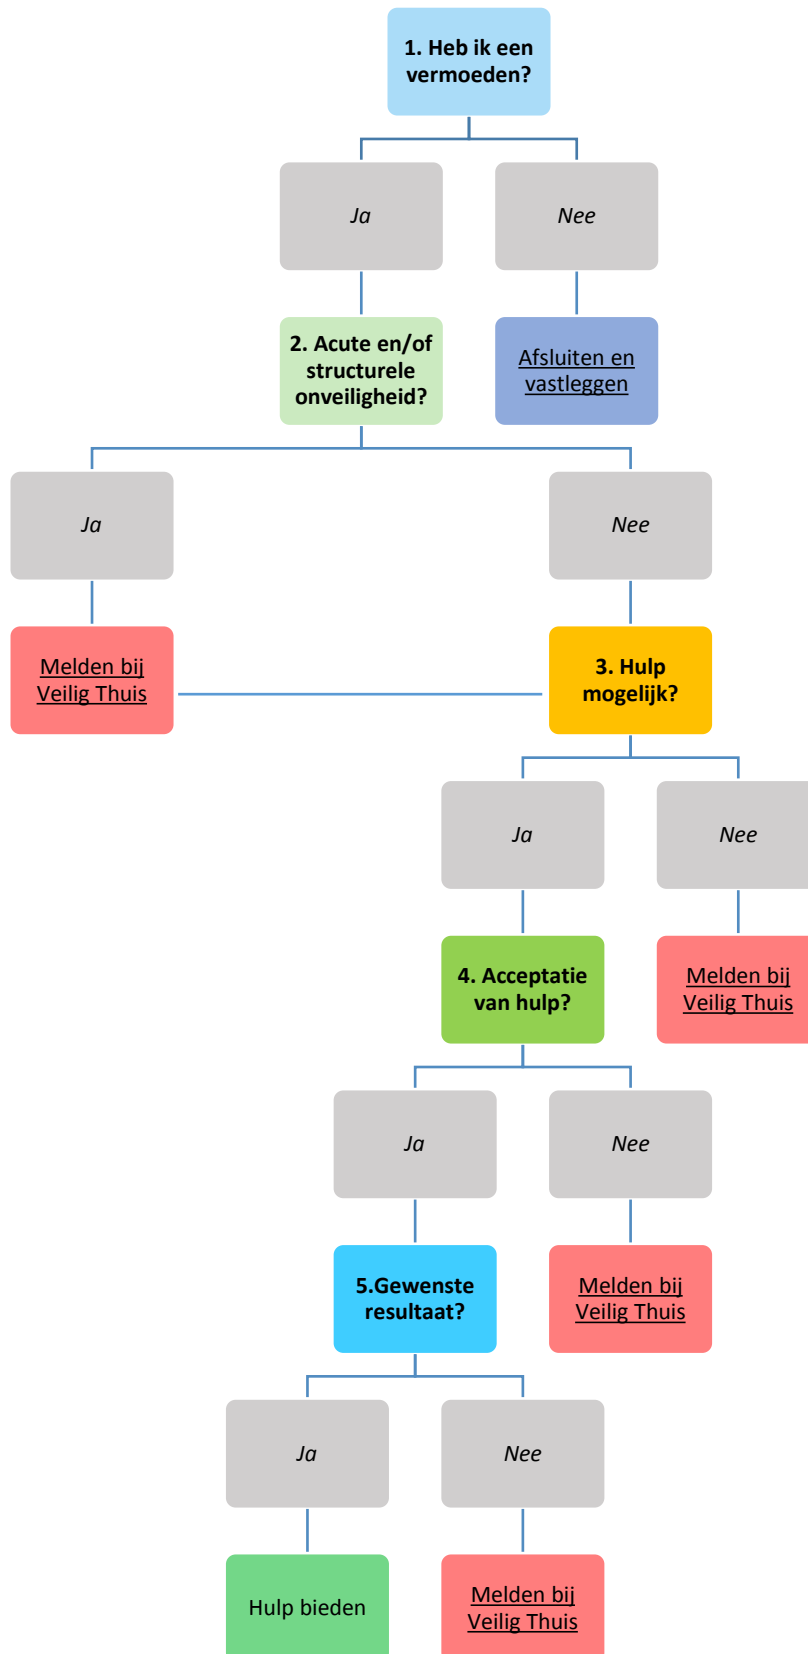 1. Heb ik een
vermoeden?
Ja
Nee
2. Acute en/of
structurele
onveiligheid?
Afsluiten en
vastleggen
Ja
Nee
Melden bij
Veilig Thuis
3. Hulp
mogelijk?
Ja
Nee
4. Acceptatie
van hulp?
Melden bij
Veilig Thuis
Ja
Nee
5.Gewenste
resultaat?
Melden bij
Veilig Thuis
Ja
Nee
Hulp bieden
Melden bij
Veilig Thuis